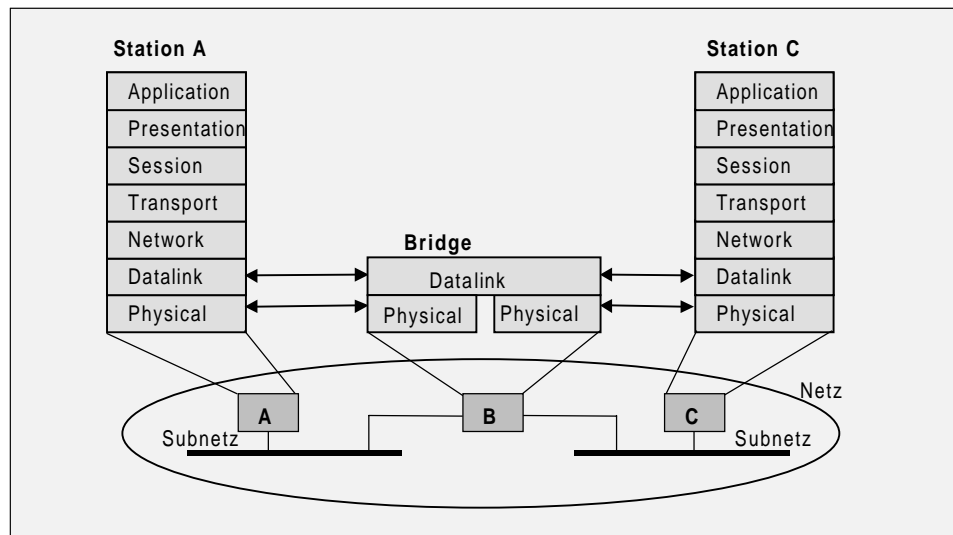 Station A
Station C
Application
Presentation
Session
Transport
Network
Datalink
Physical
Bridge
Datalink
Physical
Physical
Application
Presentation
Session
Transport
Network
Datalink
Physical
Netz
A
B
C
Subnetz
Subnetz